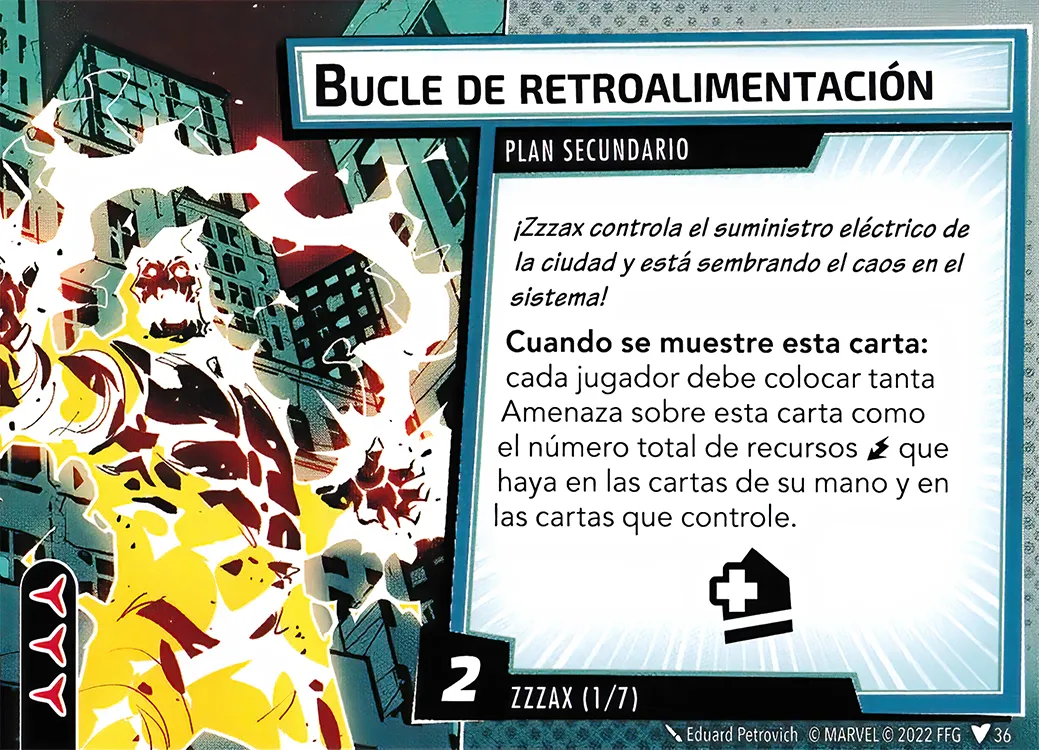 BUCLE DE RETROALIMENTACIÓN
PLAN SECUNDARIO
¡Zzzax controla el suministro eléctrico de
la ciudad y está sembrando el caos en el
sistema!
Cuando se muestre esta carta:
cada jugador debe colocar tanta
Amenaza sobre esta carta como
el número total de recursos que
haya en las cartas de su mano y en
las cartas que controle.
2
ZZZAX (1/7)
Eduard Petrovich © MARVEL © 2022 FFG 36